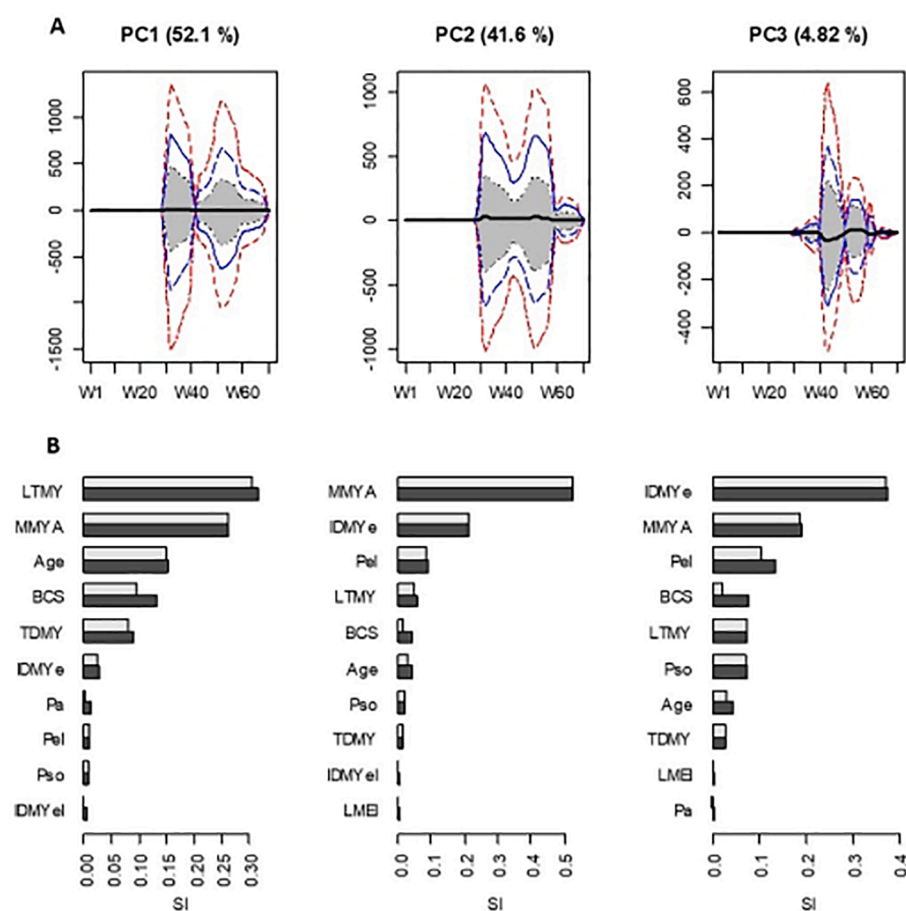 A
PC1 (52.1 %) PC2 (41.6 %) PC3 (4.82 %)
1000
500
0
-500
-1500
W1 W20 W40 W60
1000
500
0
-500
-1000
W1 W20 W40 W60
600
400
200
0
-200
-400
W1 W20 W40 W60
B
LTMY
MMYA
Age
BCS
TDMY
IDMYe
Pa
Pel
Pso
IDMYel
0.00 0.05 0.10 0.15 0.20 0.25 0.30
SI
MMYA
IDMYe
Pel
LTMY
BCS
Age
Pso
TDMY
IDMYel
LMEI
0.0 0.1 0.2 0.3 0.4 0.5
SI
IDMYe
MMYA
Pel
BCS
LTMY
Pso
Age
TDMY
LMEI
Pa
0.0 0.1 0.2 0.3 0.4
SI